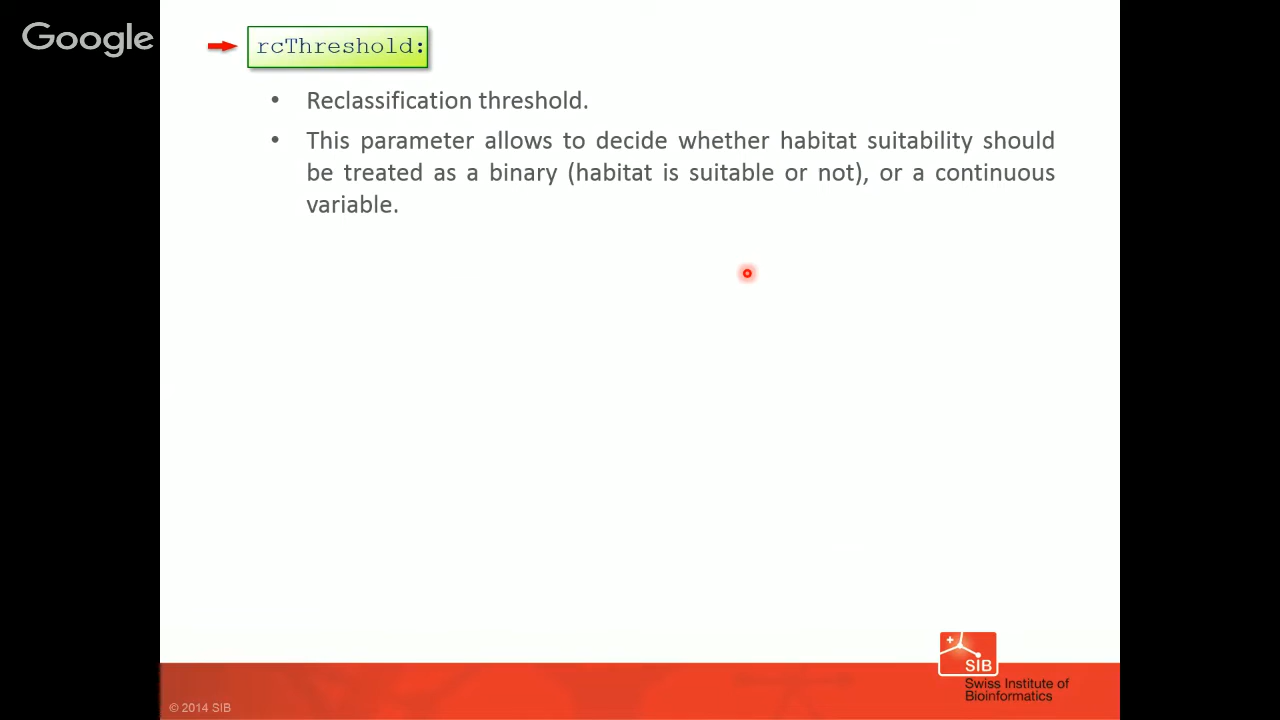 Google
rcThreshold:
• Reclassification threshold.
• This parameter allows to decide whether habitat suitability should
be treated as a binary (habitat is suitable or not), or a continuous
variable.
SIB
Swiss Institute of
Bioinformatics
© 2014 SIB